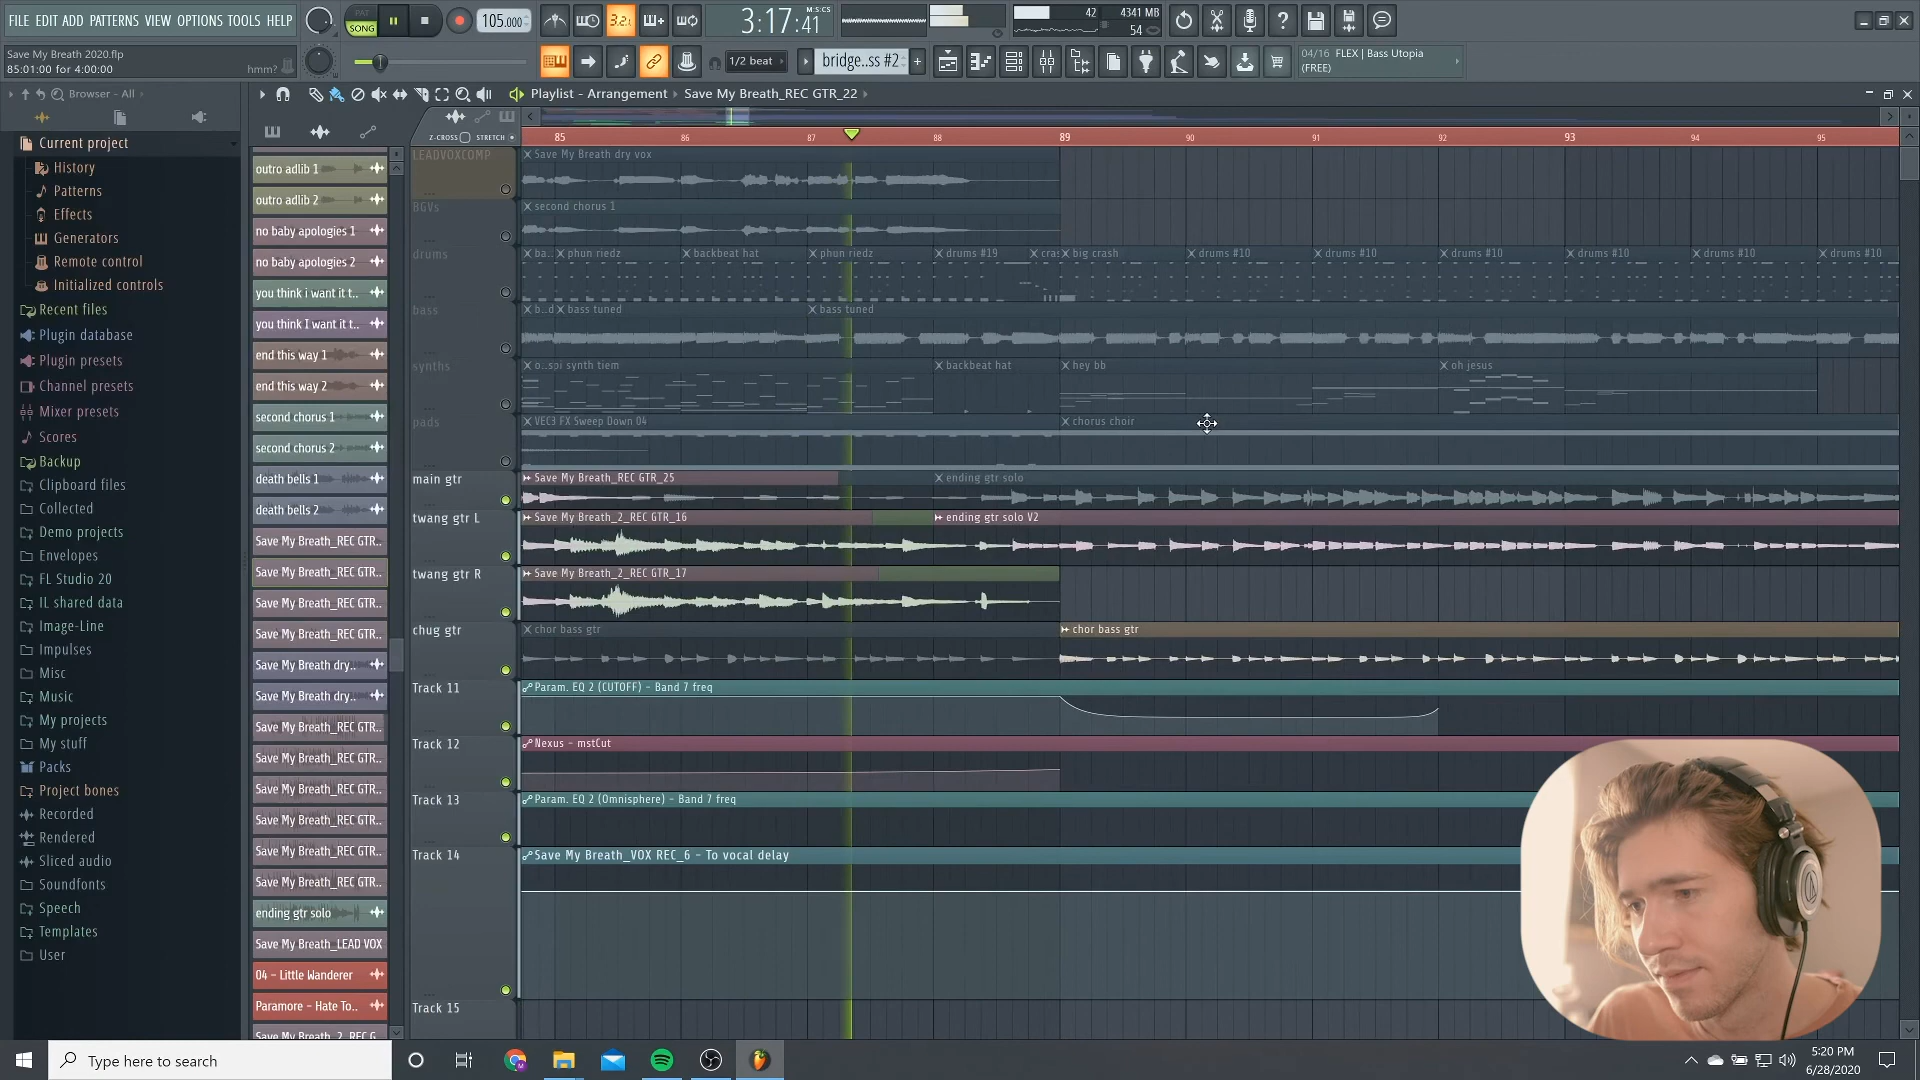 FILE EDIT ADD PATTERNS VIEW OPTIONS TOOLS HELP
PAT
SONG
105.000
3.2.
3:17:41
M:S:CS
42
4341 MB
54
Save My Breath 2020.flp
85:01:00 for 4:00:00
hmm?
1/2 beat
bridge..ss #2
04/16 FLEX | Bass Utopia
(FREE)
Browser - All
Playlist - Arrangement
Save My Breath_REC GTR_22
Z-CROSS
STRETCH
85 86 87 88 89 90 91 92 93 94 95
Current project
History
Patterns
Effects
Generators
Remote control
Initialized controls
Recent files
Plugin database
Plugin presets
Channel presets
Mixer presets
Scores
Backup
Clipboard files
Collected
Demo projects
Envelopes
FL Studio 20
IL shared data
Image-Line
Impulses
Misc
Music
My projects
My stuff
Packs
Project bones
Recorded
Rendered
Sliced audio
Soundfonts
Speech
Templates
User
outro adlib 1
outro adlib 2
no baby apologies 1
no baby apologies 2
you think i want it t..
you think I want it t..
end this way 1
end this way 2
second chorus 1
second chorus 2
death bells 1
death bells 2
Save My Breath_REC GTR..
Save My Breath_REC GTR..
Save My Breath_REC GTR..
Save My Breath_REC GTR..
Save My Breath dry..
Save My Breath dry..
Save My Breath_REC GTR..
Save My Breath_REC GTR..
Save My Breath_REC GTR..
Save My Breath_REC GTR..
Save My Breath_REC GTR..
Save My Breath_REC GTR..
ending gtr solo
Save My Breath_LEAD VOX
04 - Little Wanderer
Paramore - Hate To..
Save My Breath_2_REC G..
LEADVOXCOMP
Save My Breath dry vox
BGVs
second chorus 1
drums
ba.. phun riedz backbeat hat phun riedz drums #19 cras big crash drums #10 drums #10 drums #10 drums #10 drums #10 drums #10
bass
b..d bass tuned bass tuned
synths
o..soi synth tiem backbeat hat hey bb oh jesus
pads
VEC3 FX Sweep Down 04 chorus choir
main gtr
Save My Breath_REC GTR_25 ending gtr solo
twang gtr L
Save My Breath_2_REC GTR_16 ending gtr solo V2
twang gtr R
Save My Breath_2_REC GTR_17
chug gtr
chor bass gtr chor bass gtr
Track 11
Param. EQ 2 (CUTOFF) - Band 7 freq
Track 12
Nexus - mstCut
Track 13
Param. EQ 2 (Omnisphere) - Band 7 freq
Track 14
Save My Breath_VOX REC_6 - To vocal delay
Track 15
Type here to search
5:20 PM
6/28/2020